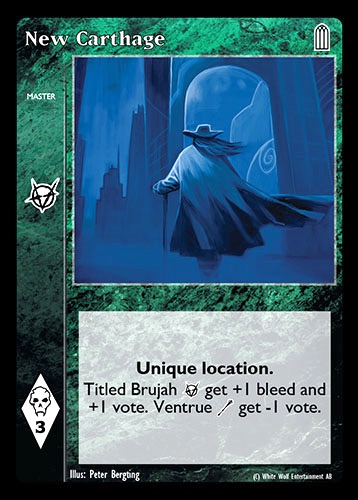 New Carthage
MASTER
Unique location.
Titled Brujah get +1 bleed and
+1 vote. Ventrue get -1 vote.
3
Illus: Peter Bergting
(C) White Wolf Entertainment AB